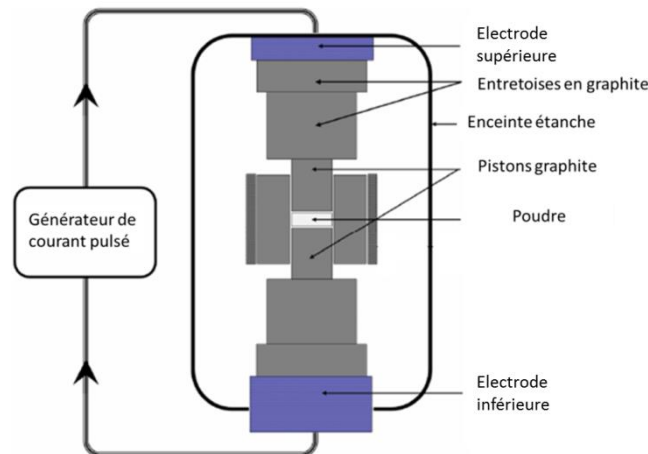 Electrode
supérieure
Entretoises en graphite
Enceinte étanche
Pistons graphite
Générateur de
courant pulsé
Poudre
Electrode
inférieure